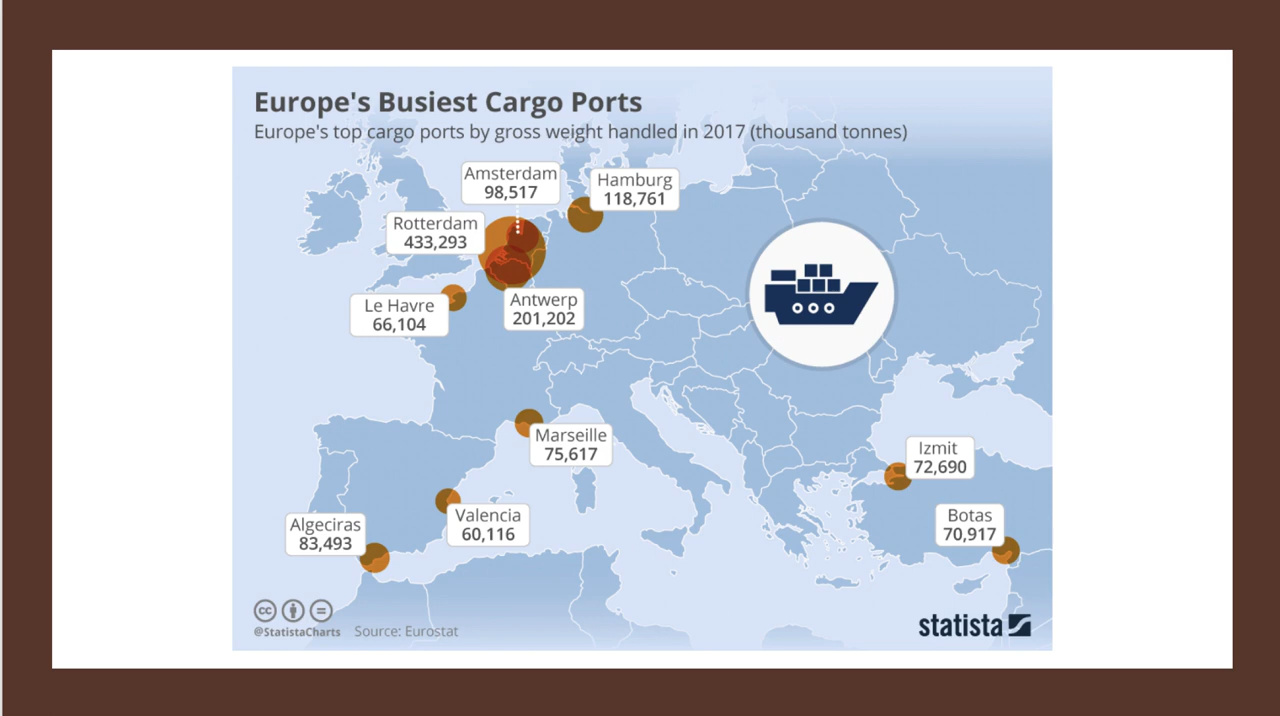 Europe's Busiest Cargo Ports
Europe's top cargo ports by gross weight handled in 2017 (thousand tonnes)
Amsterdam
98,517
Hamburg
118,761
Rotterdam
433,293
Le Havre
66,104
Antwerp
201,202
Marseille
75,617
Izmit
72,690
Valencia
60,116
Algeciras
83,493
Botas
70,917
cc
@StatistaCharts Source: Eurostat
statista